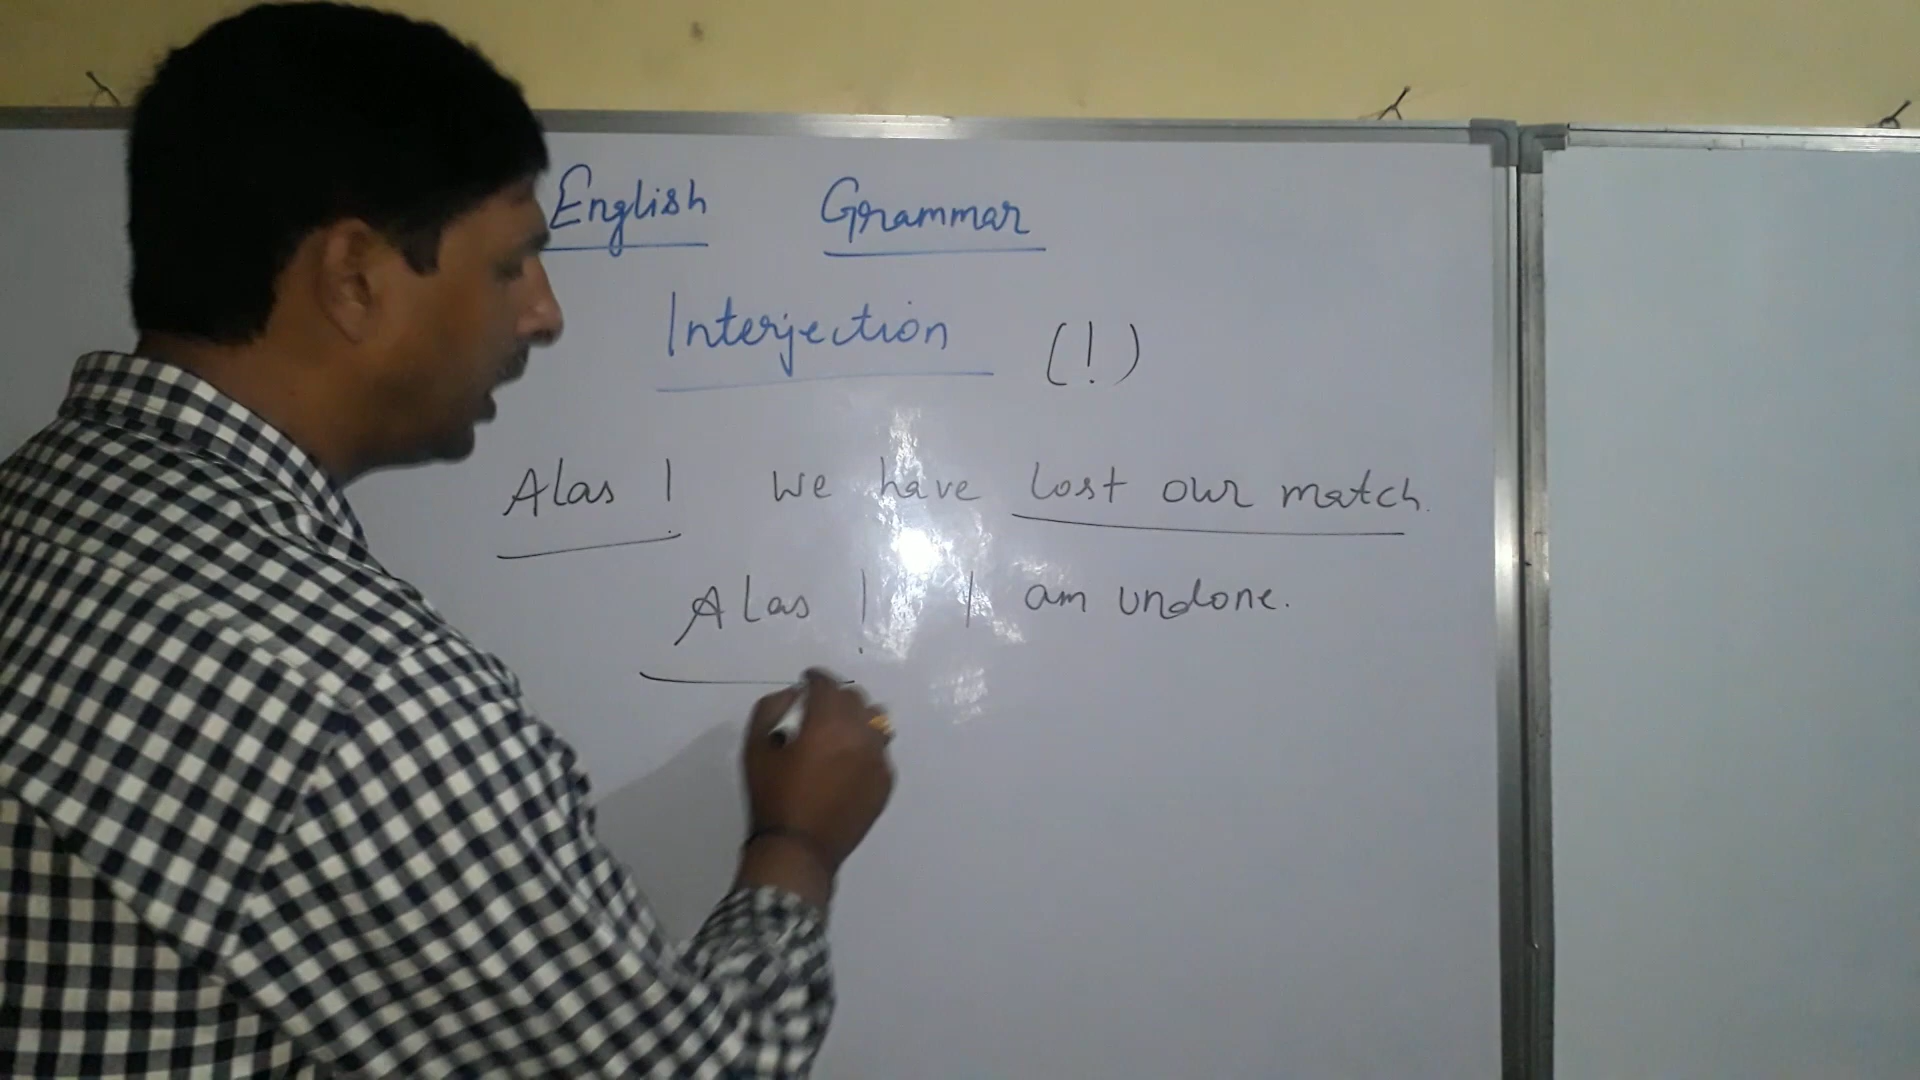 English Grammar
Interjection (!)
Alas ! We have lost our match.
Alas ! I am undone.